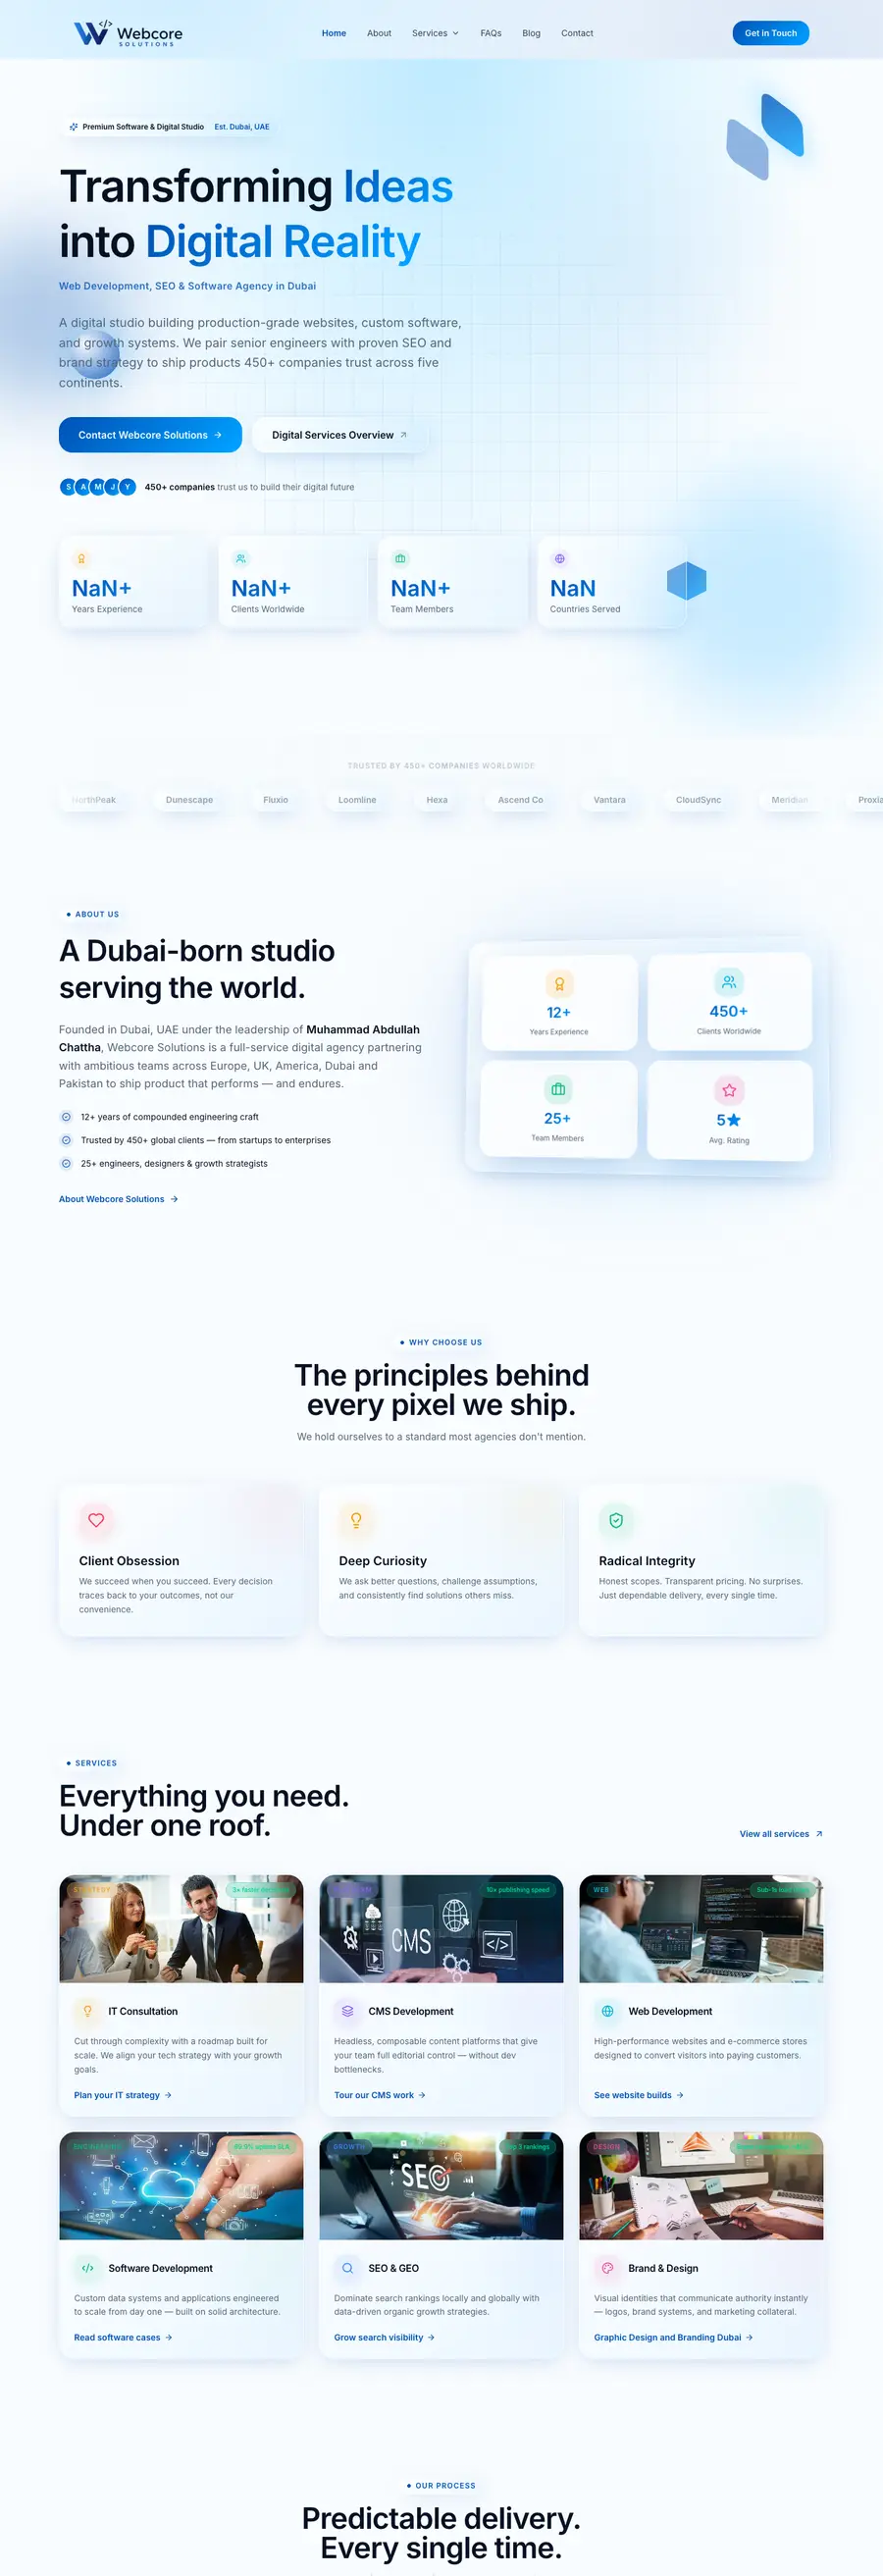 Webcore
SOLUTIONS
Home About Services FAQs Blog Contact
Get in Touch
Premium Software & Digital Studio Est. Dubai, UAE
Transforming Ideas
into Digital Reality
Web Development, SEO & Software Agency in Dubai
A digital studio building production-grade websites, custom software,
and growth systems. We pair senior engineers with proven SEO and
brand strategy to ship products 450+ companies trust across five
continents.
Contact Webcore Solutions →
Digital Services Overview ↗
S A M J Y
450+ companies trust us to build their digital future
NaN+
Years Experience
NaN+
Clients Worldwide
NaN+
Team Members
NaN
Countries Served
TRUSTED BY 450+ COMPANIES WORLDWIDE
NorthPeak Dunescape Fluxio Loomline Hexa Ascend Co Vantara CloudSync Meridian
ABOUT US
A Dubai-born studio
serving the world.
Founded in Dubai, UAE under the leadership of Muhammad Abdullah
Chattha, Webcore Solutions is a full-service digital agency partnering
with ambitious teams across Europe, UK, America, Dubai and
Pakistan to ship product that performs — and endures.
12+ years of compounded engineering craft
Trusted by 450+ global clients — from startups to enterprises
25+ engineers, designers & growth strategists
About Webcore Solutions →
12+
Years Experience
450+
Clients Worldwide
25+
Team Members
5★
Avg. Rating
WHY CHOOSE US
The principles behind
every pixel we ship.
We hold ourselves to a standard most agencies don't mention.
Client Obsession
We succeed when you succeed. Every decision
traces back to your outcomes, not our
convenience.
Deep Curiosity
We ask better questions, challenge assumptions,
and consistently find solutions others miss.
Radical Integrity
Honest scopes. Transparent pricing. No surprises.
Just dependable delivery, every single time.
SERVICES
Everything you need.
Under one roof.
View all services ↗
STRATEGY
IT Consultation
Cut through complexity with a roadmap built for
scale. We align your tech strategy with your growth
goals.
Plan your IT strategy →
10× publishing speed
CMS
CMS Development
Headless, composable content platforms that give
your team full editorial control — without dev
bottlenecks.
Tour our CMS work →
WEB
Web Development
High-performance websites and e-commerce stores
designed to convert visitors into paying customers.
See website builds →
99.9% uptime SLA
Software Development
Custom data systems and applications engineered
to scale from day one — built on solid architecture.
Read software cases →
GROWTH
Top 3 rankings
SEO
SEO & GEO
Dominate search rankings locally and globally with
data-driven organic growth strategies.
Grow search visibility →
DESIGN
Brand & Design
Visual identities that communicate authority instantly
— logos, brand systems, and marketing collateral.
Graphic Design and Branding Dubai →
OUR PROCESS
Predictable delivery.
Every single time.